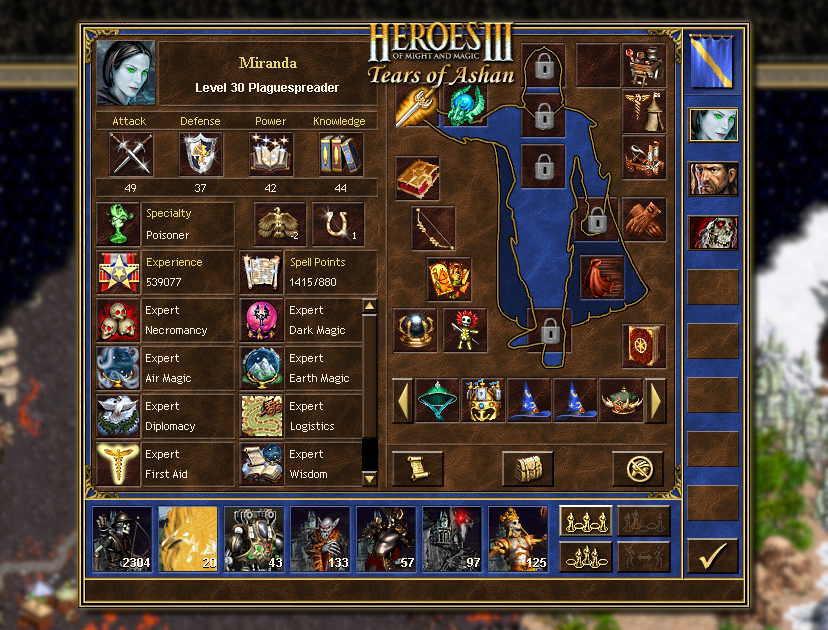 HEROES III
OF MIGHT AND MAGIC
Tears of Ashan
Miranda
Level 30 Plaguespreader
Attack Defense Power Knowledge
49 37 42 44
Specialty
Poisoner
2 1
Experience
539077
Spell Points
1415/880
Expert
Necromancy
Expert
Dark Magic
Expert
Air Magic
Expert
Earth Magic
Expert
Diplomacy
Expert
Logistics
Expert
First Aid
Expert
Wisdom
2304 20 43 133 57 97 125